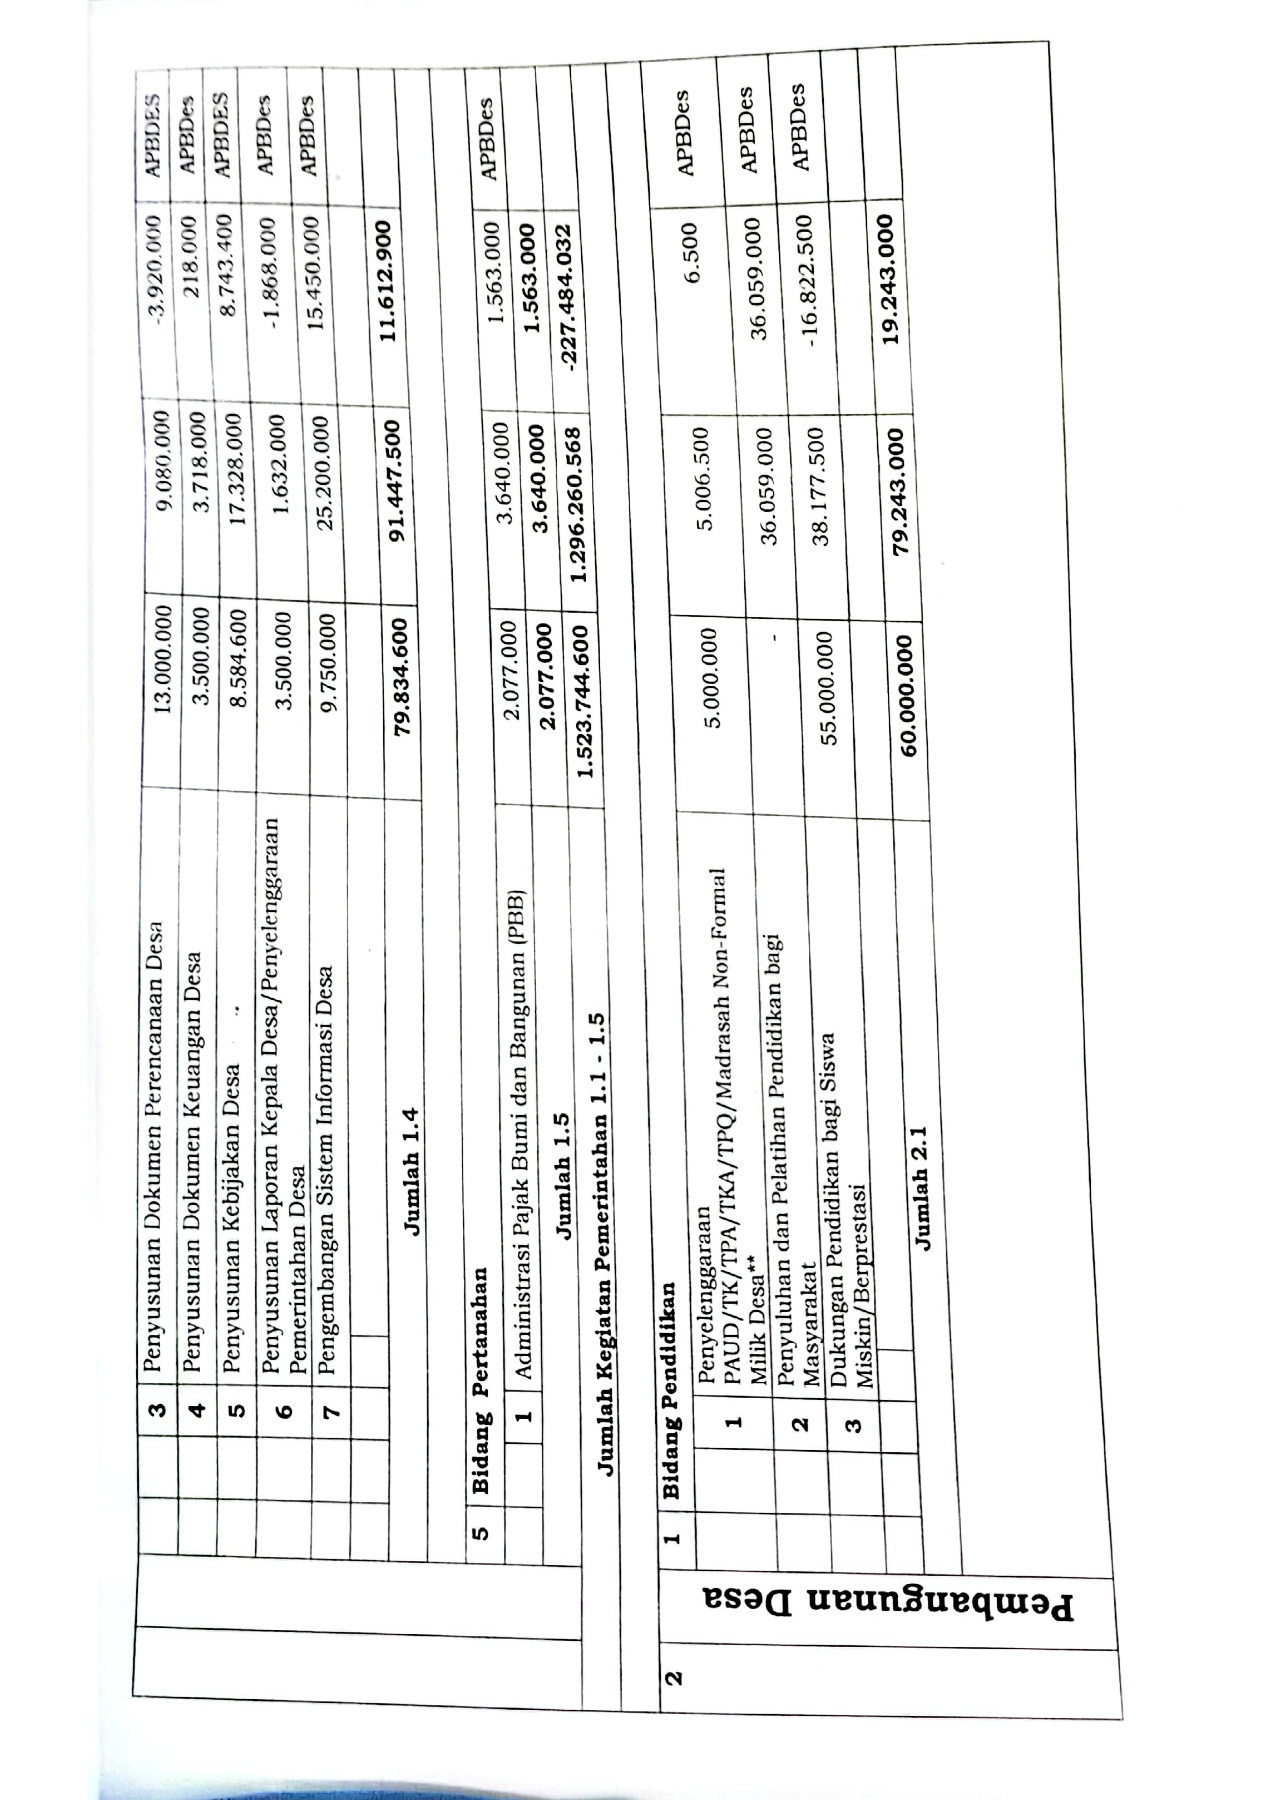 3 Penyusunan Dokumen Perencanaan Desa 13.000.000 9.080.000 -3.920.000 APBDES
4 Penyusunan Dokumen Keuangan Desa 3.500.000 3.718.000 218.000 APBDes
5 Penyusunan Kebijakan Desa 8.584.600 17.328.000 8.743.400 APBDES
6 Penyusunan Laporan Kepala Desa/Penyelenggaraan 3.500.000 1.632.000 -1.868.000 APBDes
Pemerintahan Desa
7 Pengembangan Sistem Informasi Desa 9.750.000 25.200.000 15.450.000 APBDes
Jumlah 1.4 79.834.600 91.447.500 11.612.900
5 Bidang Pertanahan
1 Administrasi Pajak Bumi dan Bangunan (PBB) 2.077.000 3.640.000 1.563.000 APBDes
Jumlah 1.5 2.077.000 3.640.000 1.563.000
Jumlah Kegiatan Pemerintahan 1.1 - 1.5 1.523.744.600 1.296.260.568 -227.484.032
2 Pembangunan Desa
1 Bidang Pendidikan
Penyelenggaraan
1 PAUD/TK/TPA/TKA/TPQ/Madrasah Non-Formal 5.000.000 5.006.500 6.500 APBDes
Milik Desa**
2 Penyuluhan dan Pelatihan Pendidikan bagi - 36.059.000 36.059.000 APBDes
Masyarakat
3 Dukungan Pendidikan bagi Siswa 55.000.000 38.177.500 -16.822.500 APBDes
Miskin/Berprestasi
Jumlah 2.1 60.000.000 79.243.000 19.243.000